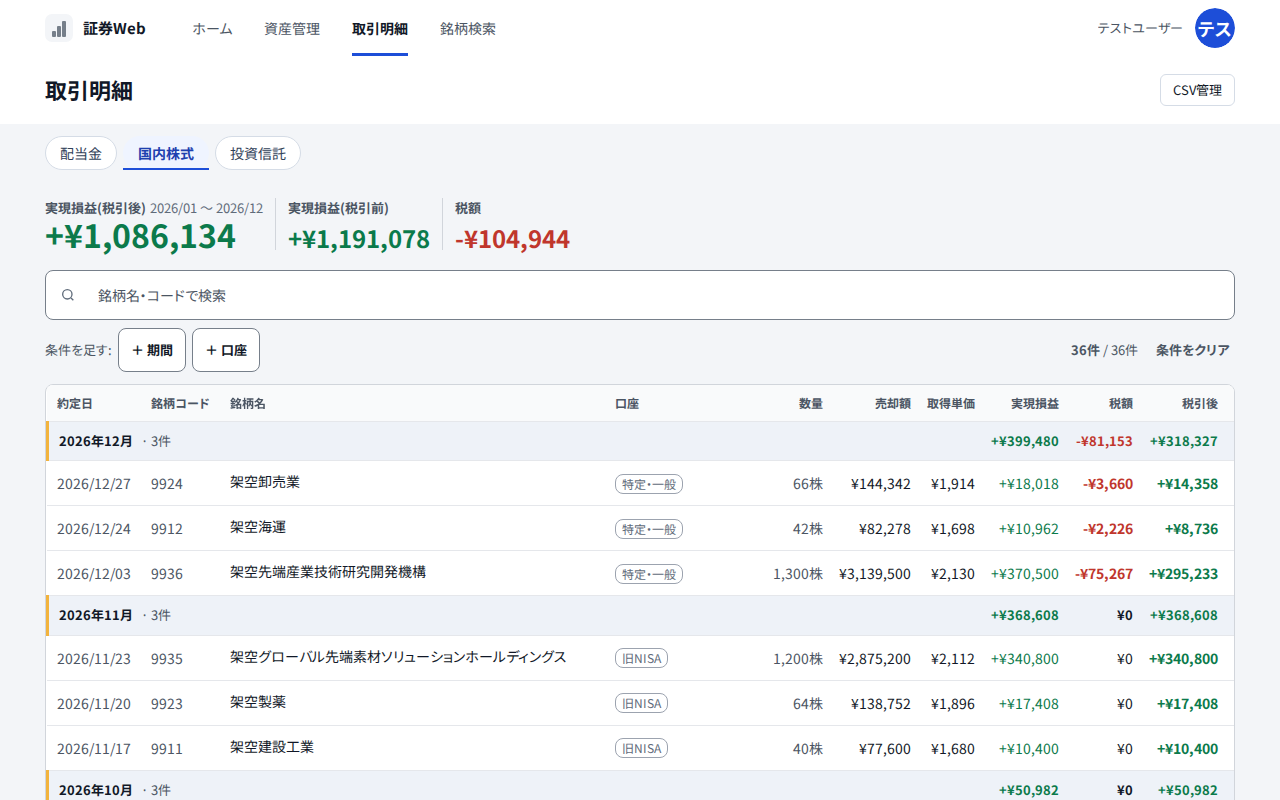 証券Web ホーム 資産管理 取引明細 銘柄検索 テストユーザー テス
取引明細 CSV管理
配当金 国内株式 投資信託
実現損益(税引後) 2026/01 〜 2026/12 実現損益(税引前) 税額
+¥1,086,134 +¥1,191,078 -¥104,944
銘柄名・コードで検索
条件を足す: + 期間 + 口座 36件 / 36件 条件をクリア
約定日 銘柄コード 銘柄名 口座 数量 売却額 取得単価 実現損益 税額 税引後
2026年12月 · 3件 +¥399,480 -¥81,153 +¥318,327
2026/12/27 9924 架空卸売業 特定・一般 66株 ¥144,342 ¥1,914 +¥18,018 -¥3,660 +¥14,358
2026/12/24 9912 架空海運 特定・一般 42株 ¥82,278 ¥1,698 +¥10,962 -¥2,226 +¥8,736
2026/12/03 9936 架空先端産業技術研究開発機構 特定・一般 1,300株 ¥3,139,500 ¥2,130 +¥370,500 -¥75,267 +¥295,233
2026年11月 · 3件 +¥368,608 ¥0 +¥368,608
2026/11/23 9935 架空グローバル先端素材ソリューションホールディングス 旧NISA 1,200株 ¥2,875,200 ¥2,112 +¥340,800 ¥0 +¥340,800
2026/11/20 9923 架空製薬 旧NISA 64株 ¥138,752 ¥1,896 +¥17,408 ¥0 +¥17,408
2026/11/17 9911 架空建設工業 旧NISA 40株 ¥77,600 ¥1,680 +¥10,400 ¥0 +¥10,400
2026年10月 · 3件 +¥50,982 ¥0 +¥50,982